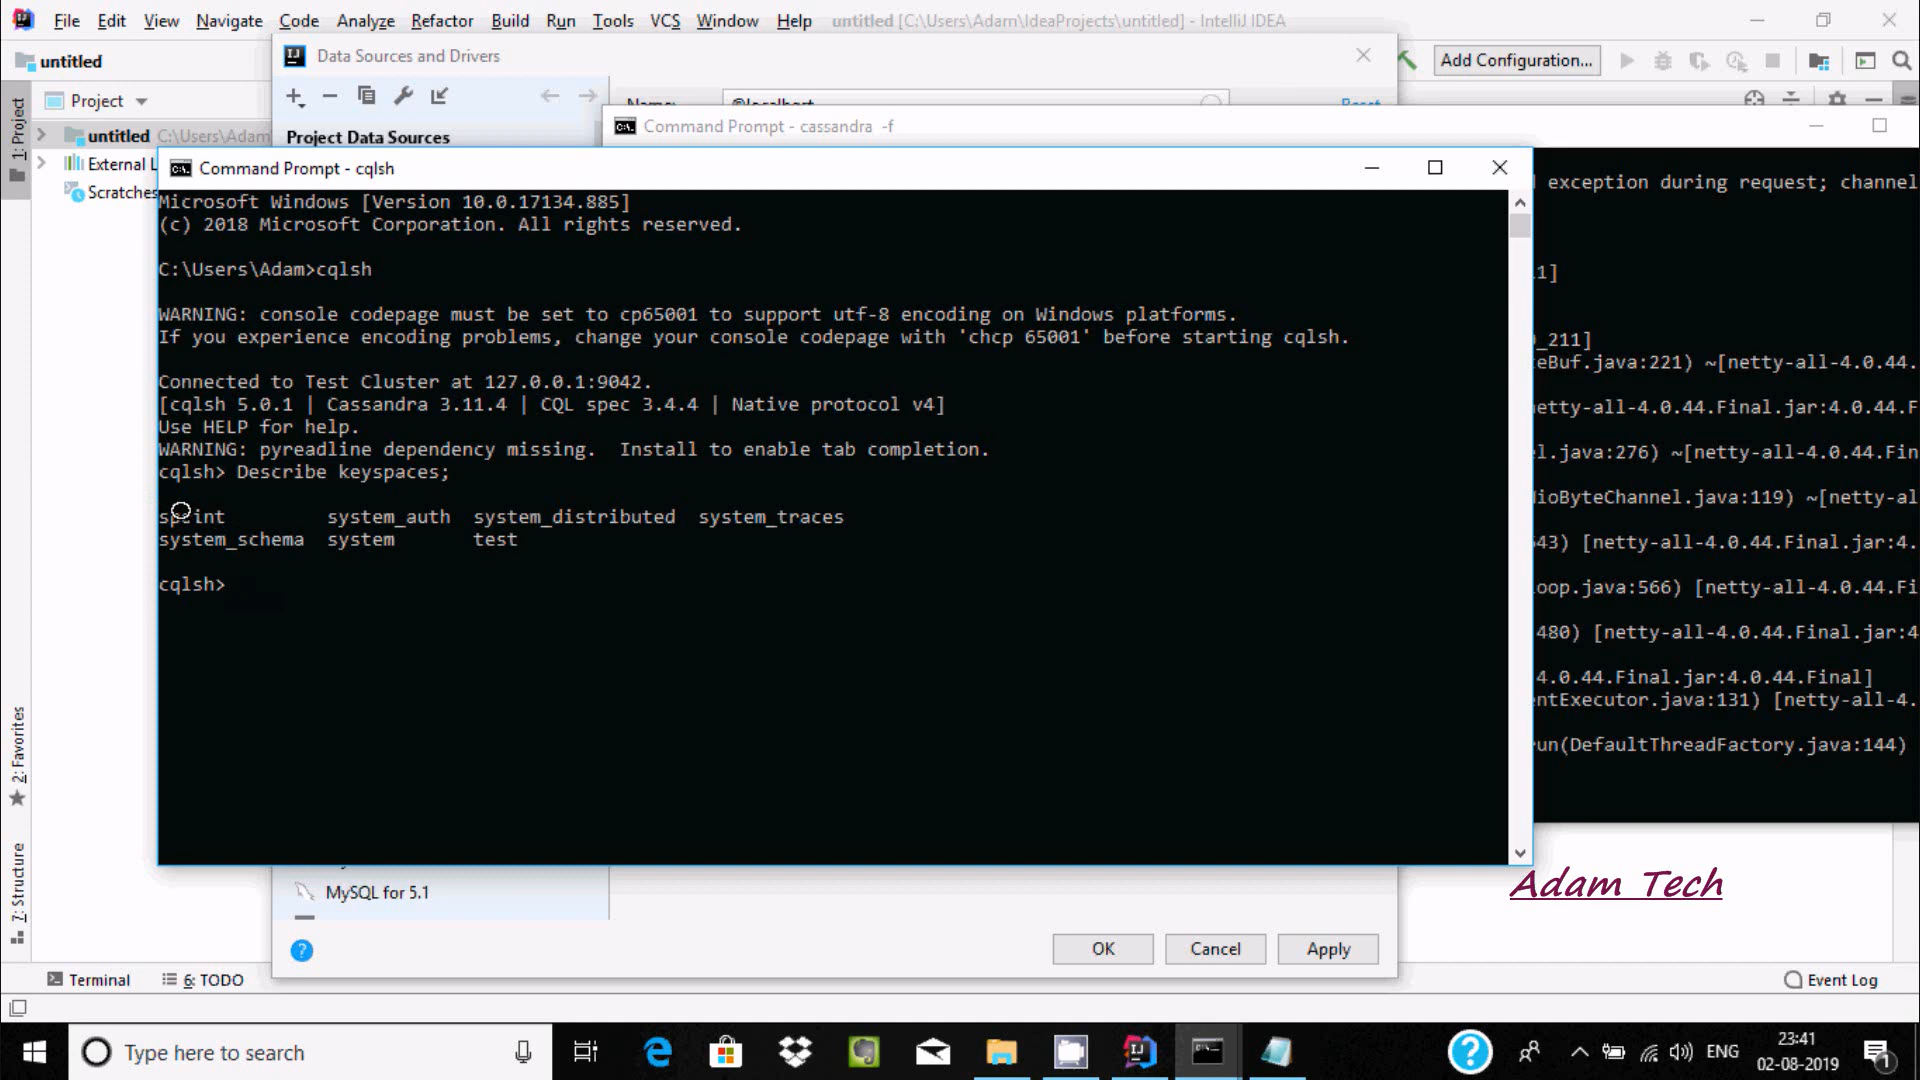 File Edit View Navigate Code Analyze Refactor Build Run Tools VCS Window Help untitled [C:\Users\Adam\IdeaProjects\untitled] - IntelliJ IDEA
untitled
Data Sources and Drivers
Add Configuration...
Project
1: Project
Name: @localhost
Reset
untitled C:\Users\Adam
Project Data Sources
Command Prompt - cassandra -f
External L
Scratches
Command Prompt - cqlsh
Microsoft Windows [Version 10.0.17134.885]
(c) 2018 Microsoft Corporation. All rights reserved.
C:\Users\Adam>cqlsh
WARNING: console codepage must be set to cp65001 to support utf-8 encoding on Windows platforms.
If you experience encoding problems, change your console codepage with 'chcp 65001' before starting cqlsh.
Connected to Test Cluster at 127.0.0.1:9042.
[cqlsh 5.0.1 | Cassandra 3.11.4 | CQL spec 3.4.4 | Native protocol v4]
Use HELP for help.
WARNING: pyreadline dependency missing.  Install to enable tab completion.
cqlsh> Describe keyspaces;
system_auth system_distributed system_traces
system_schema system test
cqlsh>
exception during request; channel
1]
_211]
eBuf.java:221) ~[netty-all-4.0.44.
etty-all-4.0.44.Final.jar:4.0.44.F
l.java:276) ~[netty-all-4.0.44.Fin
ioByteChannel.java:119) ~[netty-al
43) [netty-all-4.0.44.Final.jar:4.
oop.java:566) [netty-all-4.0.44.Fi
480) [netty-all-4.0.44.Final.jar:4
4.0.44.Final.jar:4.0.44.Final]
ntExecutor.java:131) [netty-all-4.
un(DefaultThreadFactory.java:144)
2: Favorites
7: Structure
MySQL for 5.1
Adam Tech
OK Cancel Apply
Terminal 6: TODO Event Log
Type here to search
ENG
23:41
02-08-2019
1